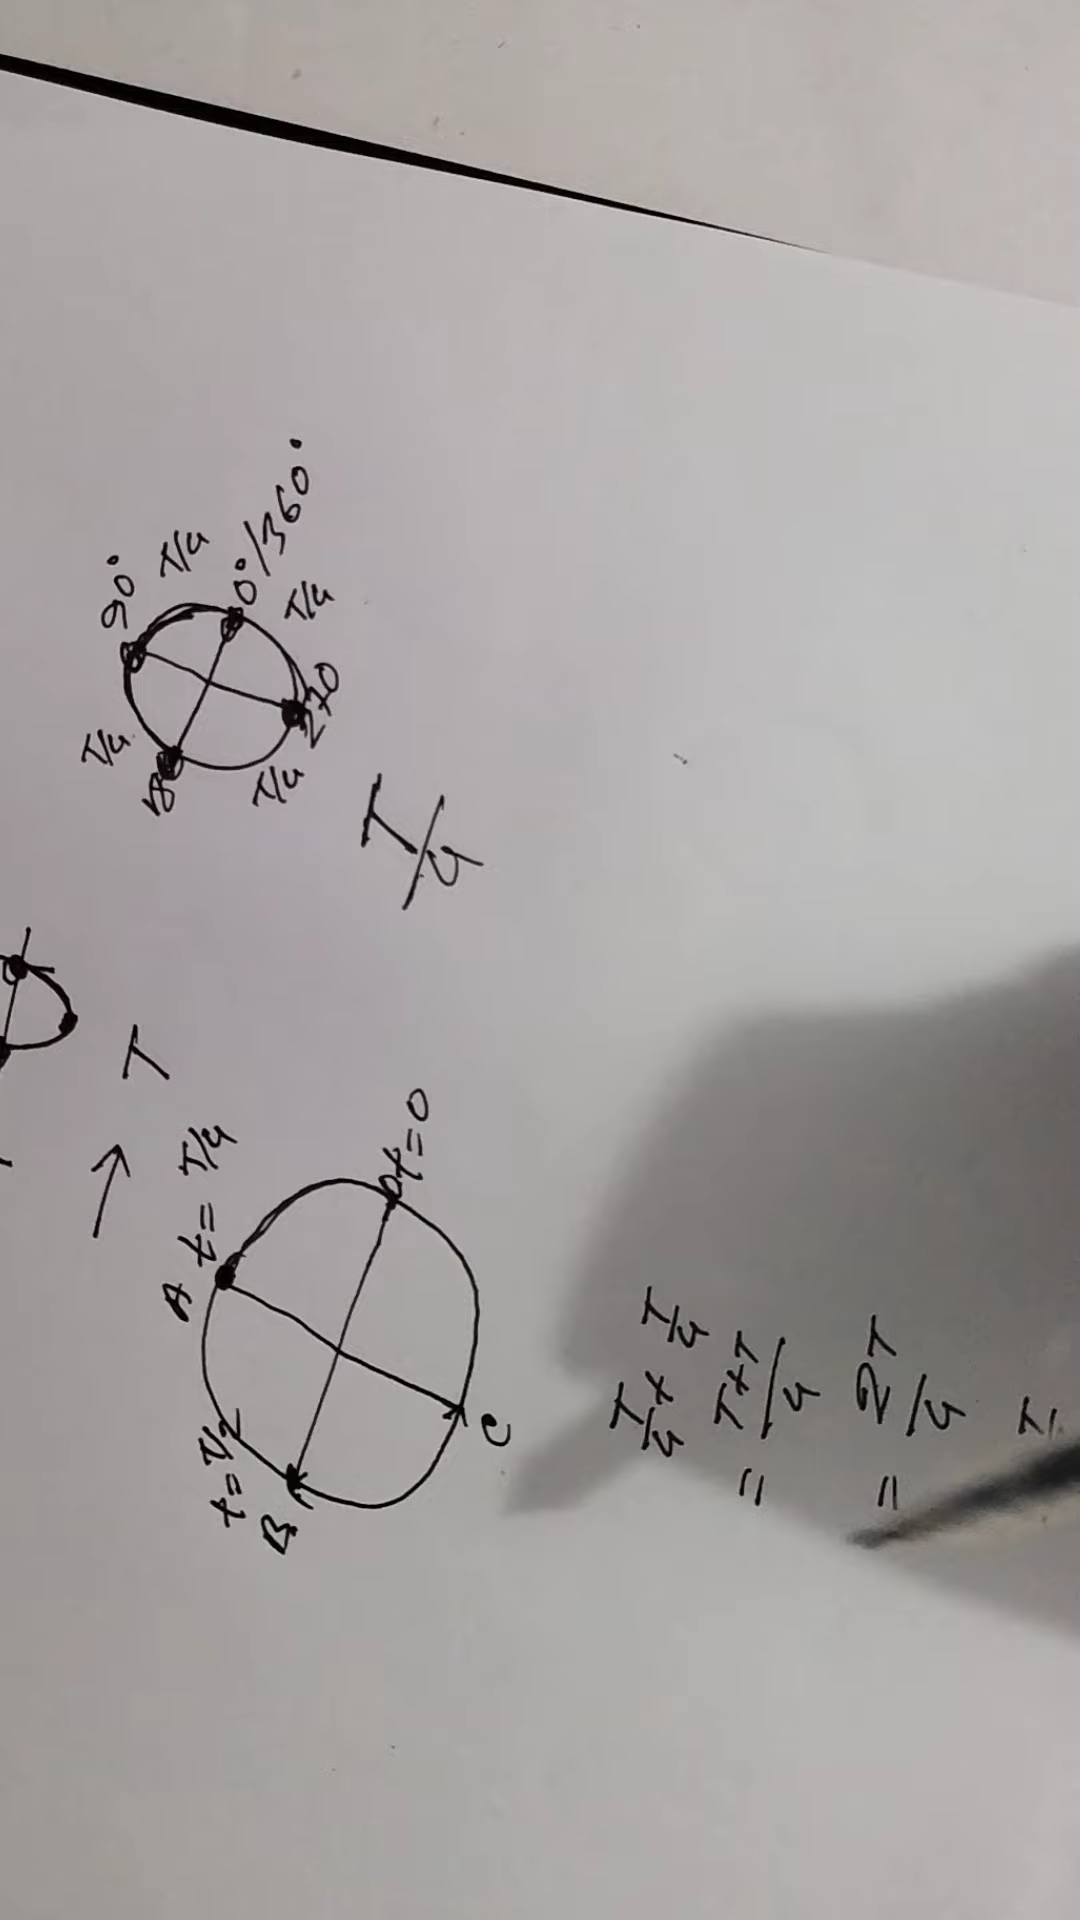 90°
T/4
0°/360°
T/4
270
T/4
T/4
T/4
T
t= T/4
A
t=0
t= T/2
B
C
T/4 + T/4
= T+T/4
= 2T/4